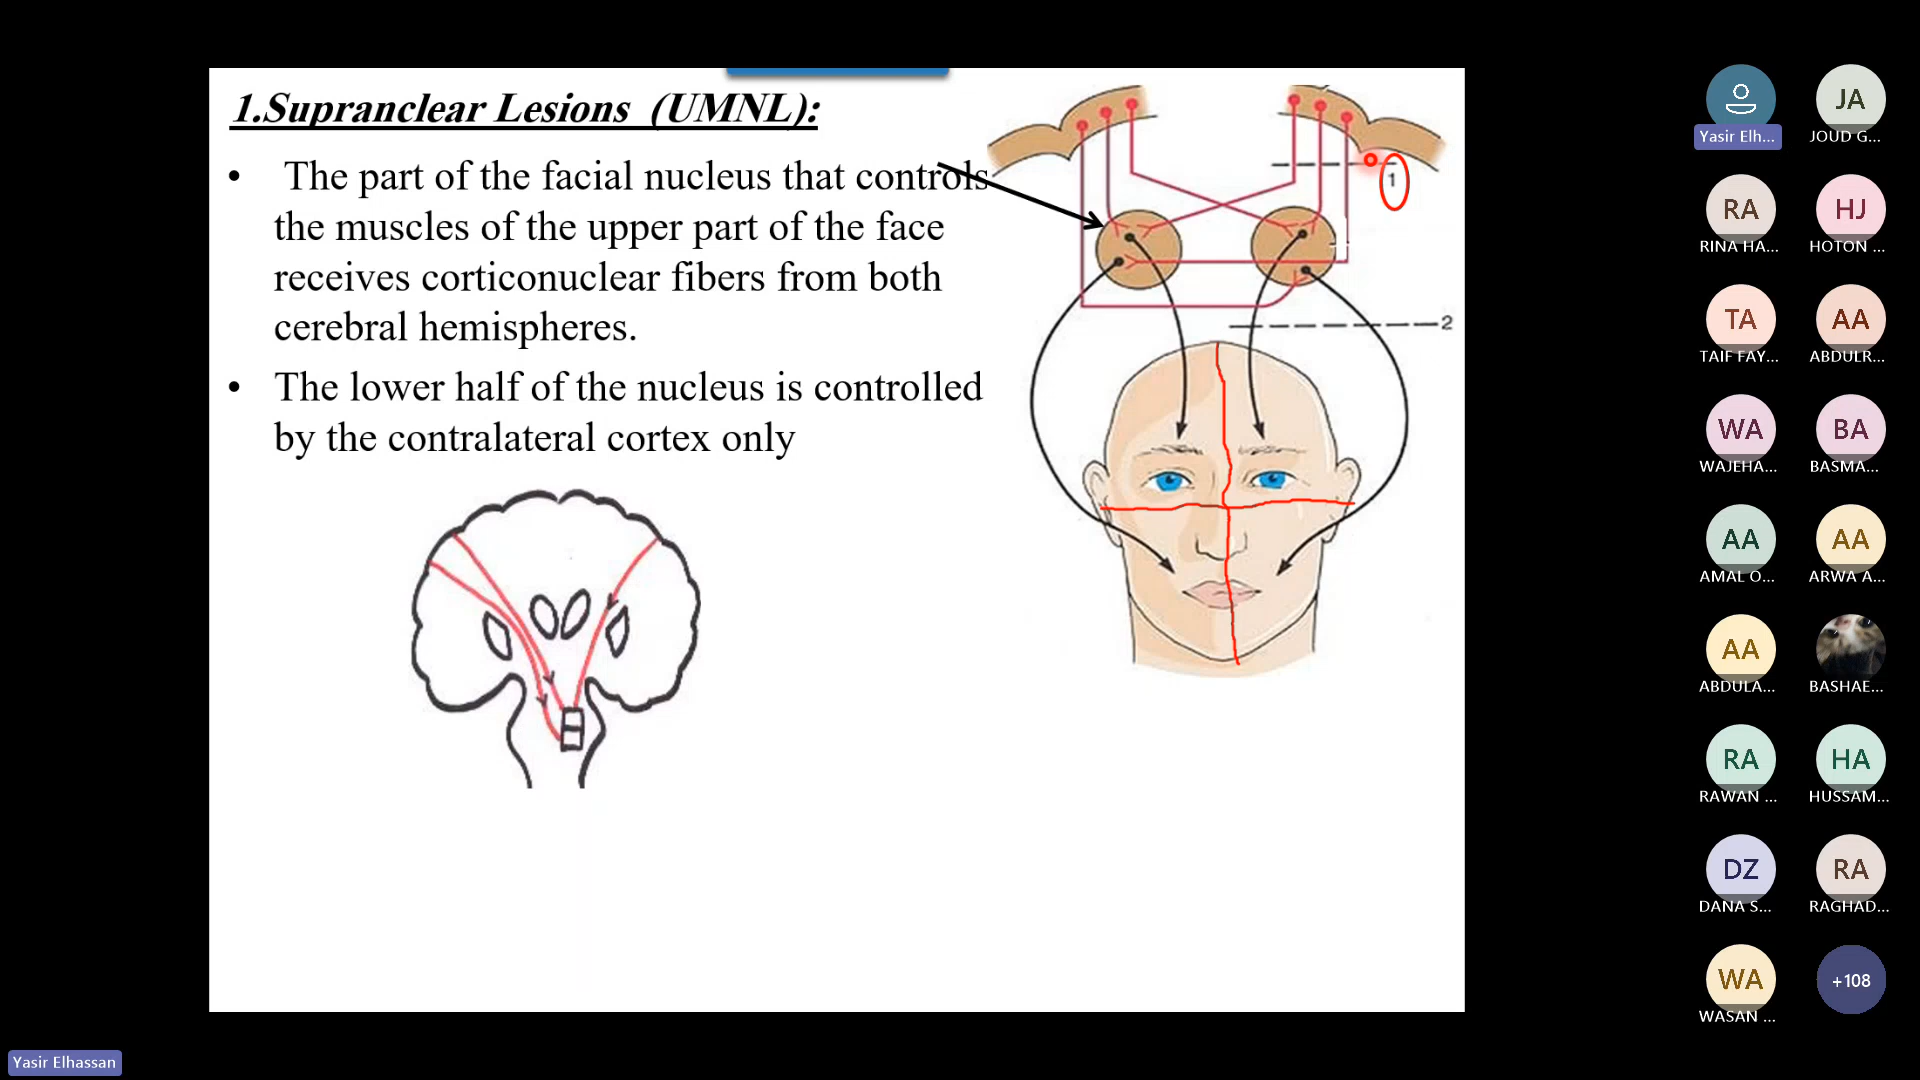 1.Supranclear Lesions (UMNL):
• The part of the facial nucleus that controls
the muscles of the upper part of the face
receives corticonuclear fibers from both
cerebral hemispheres.
• The lower half of the nucleus is controlled
by the contralateral cortex only
1
2
Yasir Elh...
JA
JOUD G...
RA
RINA HA...
HJ
HOTON ...
TA
TAIF FAY...
AA
ABDULR...
WA
WAJEHA...
BA
BASMA...
AA
AMAL O...
AA
ARWA A...
AA
ABDULA...
BASHAE...
RA
RAWAN ...
HA
HUSSAM...
DZ
DANA S...
RA
RAGHAD...
WA
WASAN ...
+108
Yasir Elhassan